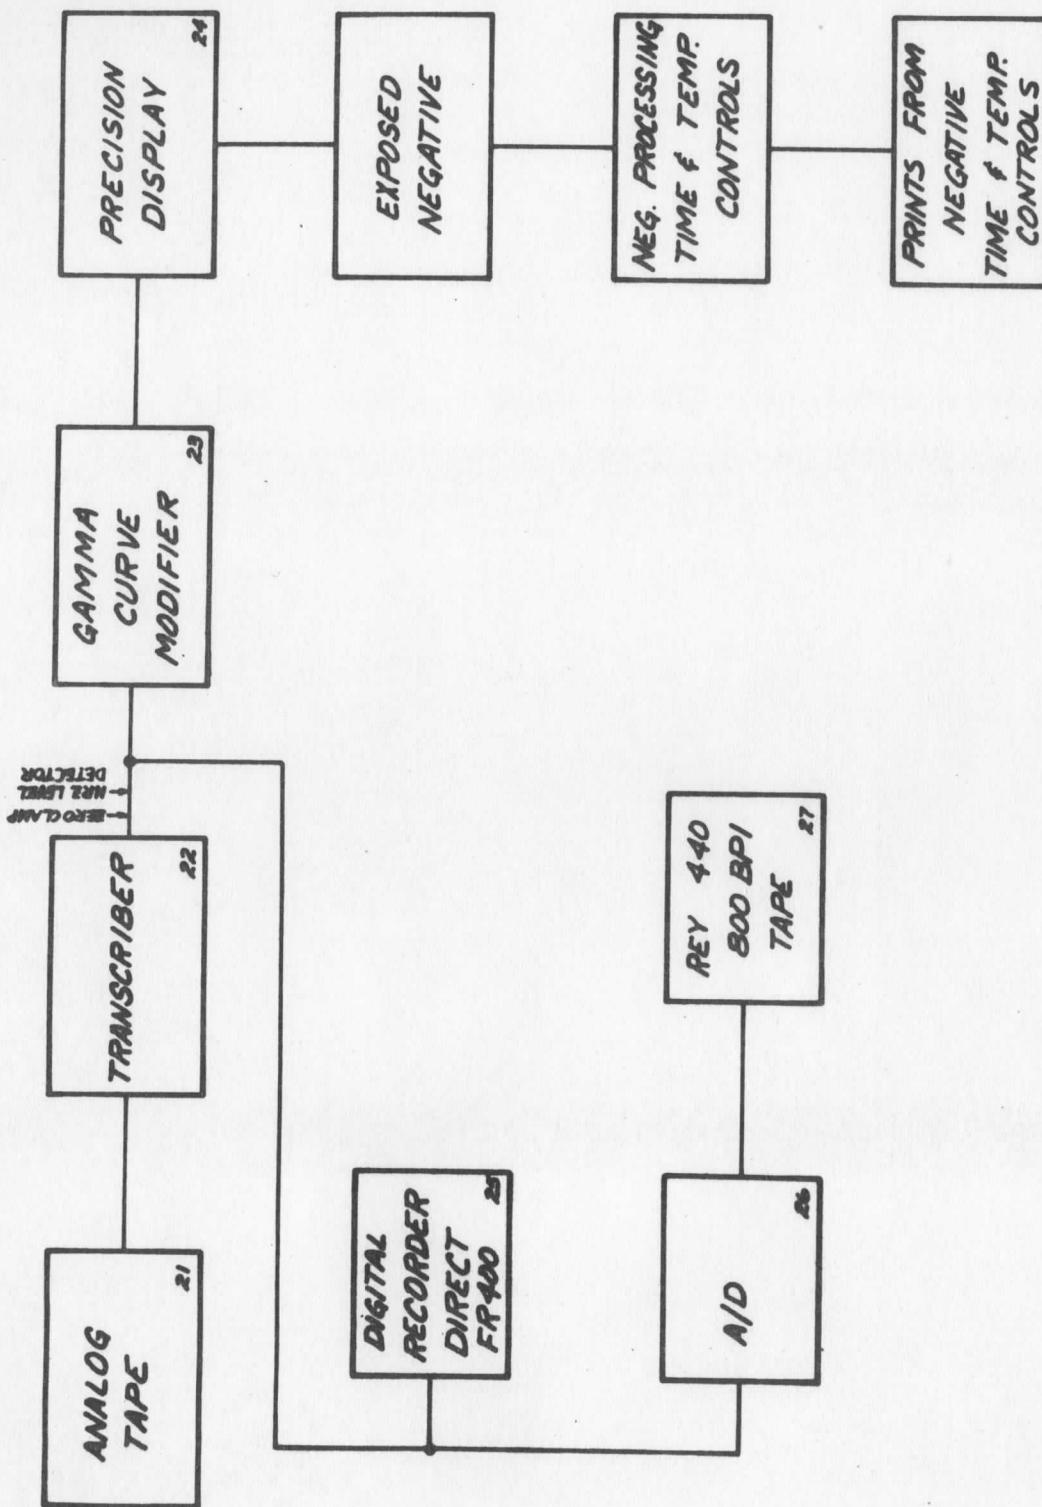 ANALOG
TAPE
21
TRANSCRIBER
22
ZERO CLAMP
NRZ LEVEL
DETECTOR
GAMMA
CURVE
MODIFIER
23
PRECISION
DISPLAY
24
EXPOSED
NEGATIVE
NEG. PROCESSING
TIME & TEMP.
CONTROLS
PRINTS FROM
NEGATIVE
TIME & TEMP.
CONTROLS
DIGITAL
RECORDER
DIRECT
FR400
25
A/D
26
REY 440
800 BPI
TAPE
27